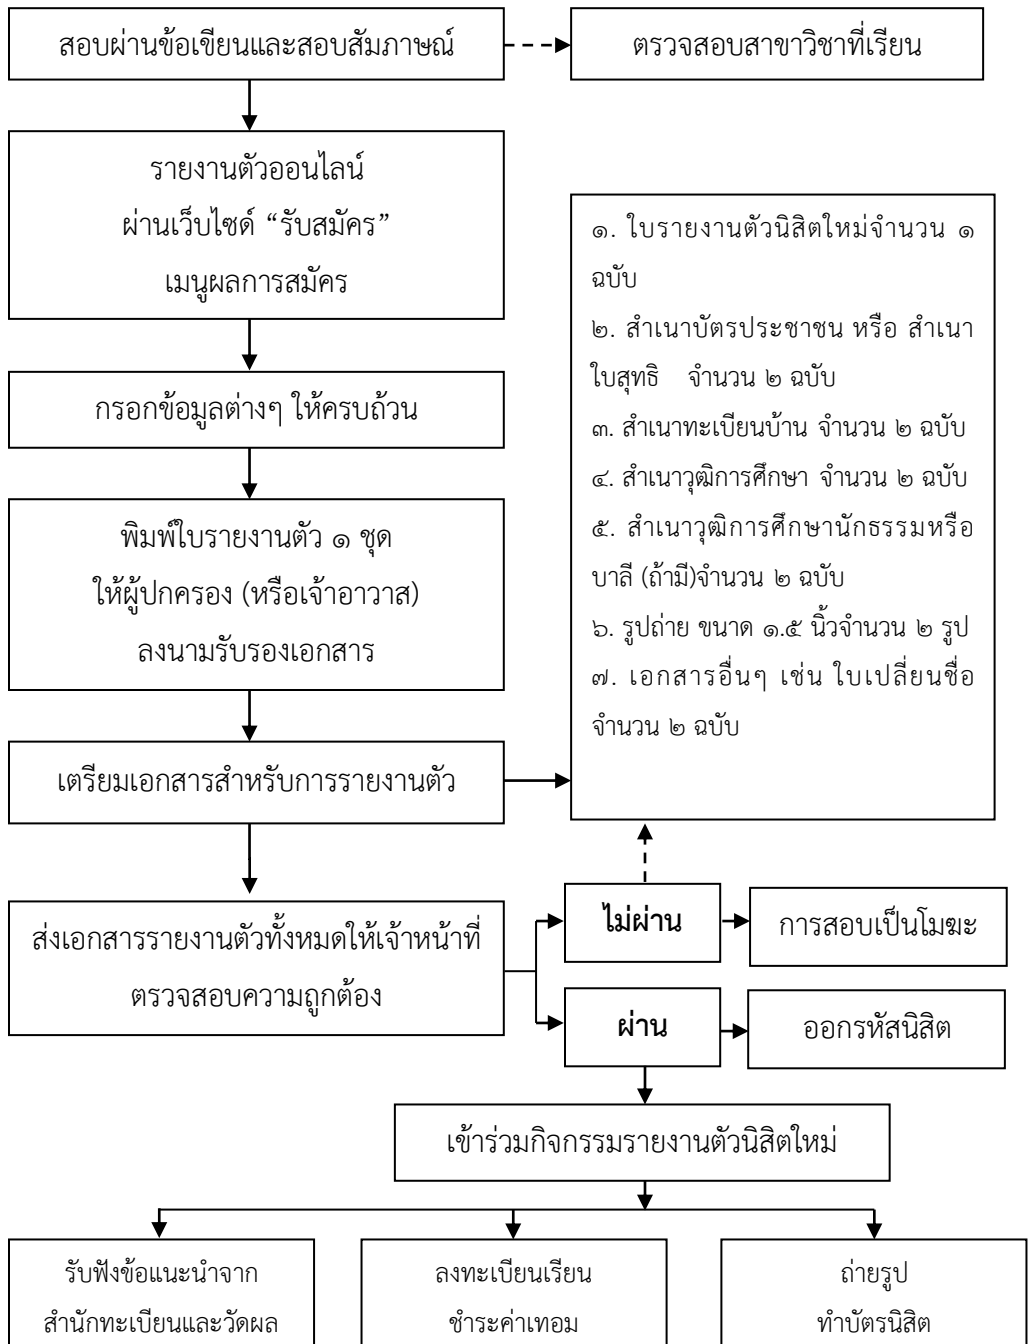 สอบผ่านข้อเขียนและสอบสัมภาษณ์
ตรวจสอบสาขาวิชาที่เรียน
รายงานตัวออนไลน์
ผ่านเว็บไซด์ “รับสมัคร”
เมนูผลการสมัคร
กรอกข้อมูลต่างๆ ให้ครบถ้วน
พิมพ์ใบรายงานตัว ๑ ชุด
ให้ผู้ปกครอง (หรือเจ้าอาวาส)
ลงนามรับรองเอกสาร
เตรียมเอกสารสำหรับการรายงานตัว
๑. ใบรายงานตัวนิสิตใหม่จำนวน ๑
ฉบับ
๒. สำเนาบัตรประชาชน หรือ สำเนา
ใบสุทธิ จำนวน ๒ ฉบับ
๓. สำเนาทะเบียนบ้าน จำนวน ๒ ฉบับ
๔. สำเนาวุฒิการศึกษา จำนวน ๒ ฉบับ
๕. สำเนาวุฒิการศึกษานักธรรมหรือ
บาลี (ถ้ามี)จำนวน ๒ ฉบับ
๖. รูปถ่าย ขนาด ๑.๕ นิ้วจำนวน ๒ รูป
๗. เอกสารอื่นๆ เช่น ใบเปลี่ยนชื่อ
จำนวน ๒ ฉบับ
ส่งเอกสารรายงานตัวทั้งหมดให้เจ้าหน้าที่
ตรวจสอบความถูกต้อง
ไม่ผ่าน
การสอบเป็นโมฆะ
ผ่าน
ออกรหัสนิสิต
เข้าร่วมกิจกรรมรายงานตัวนิสิตใหม่
รับฟังข้อแนะนำจาก
สำนักทะเบียนและวัดผล
ลงทะเบียนเรียน
ชำระค่าเทอม
ถ่ายรูป
ทำบัตรนิสิต